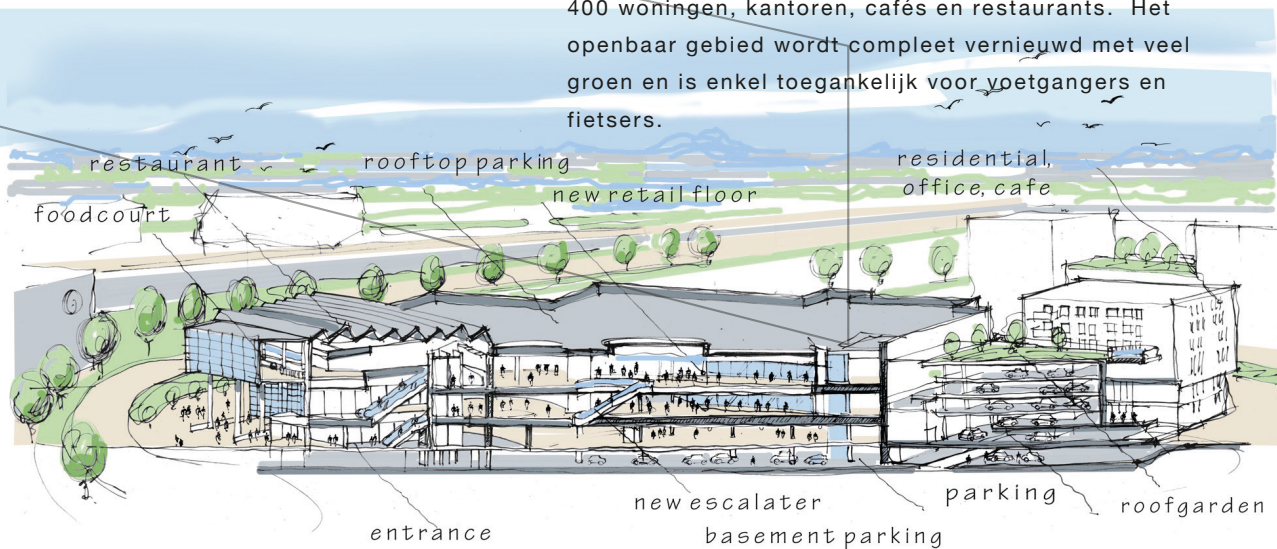 400 woningen, kantoren, cafés en restaurants. Het
openbaar gebied wordt compleet vernieuwd met veel
groen en is enkel toegankelijk voor voetgangers en
fietsers.
restaurant
rooftop parking
residential,
office, cafe
new retail floor
foodcourt
new escalater
parking
roofgarden
entrance
basement parking